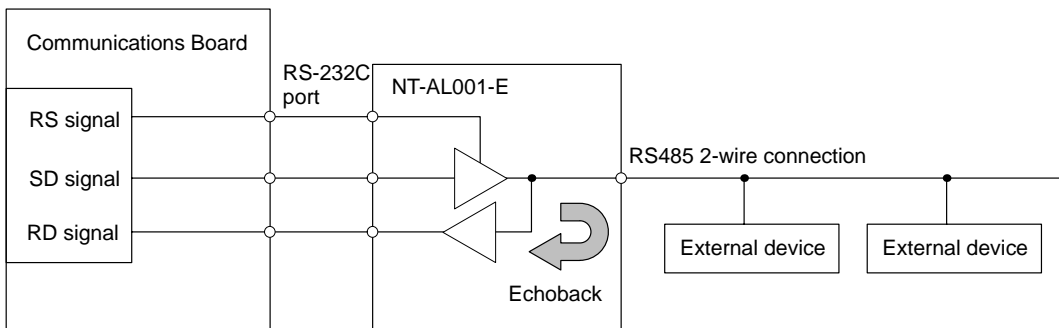 Communications Board
RS-232C
port
NT-AL001-E
RS signal
RS485 2-wire connection
SD signal
RD signal
External device
External device
Echoback